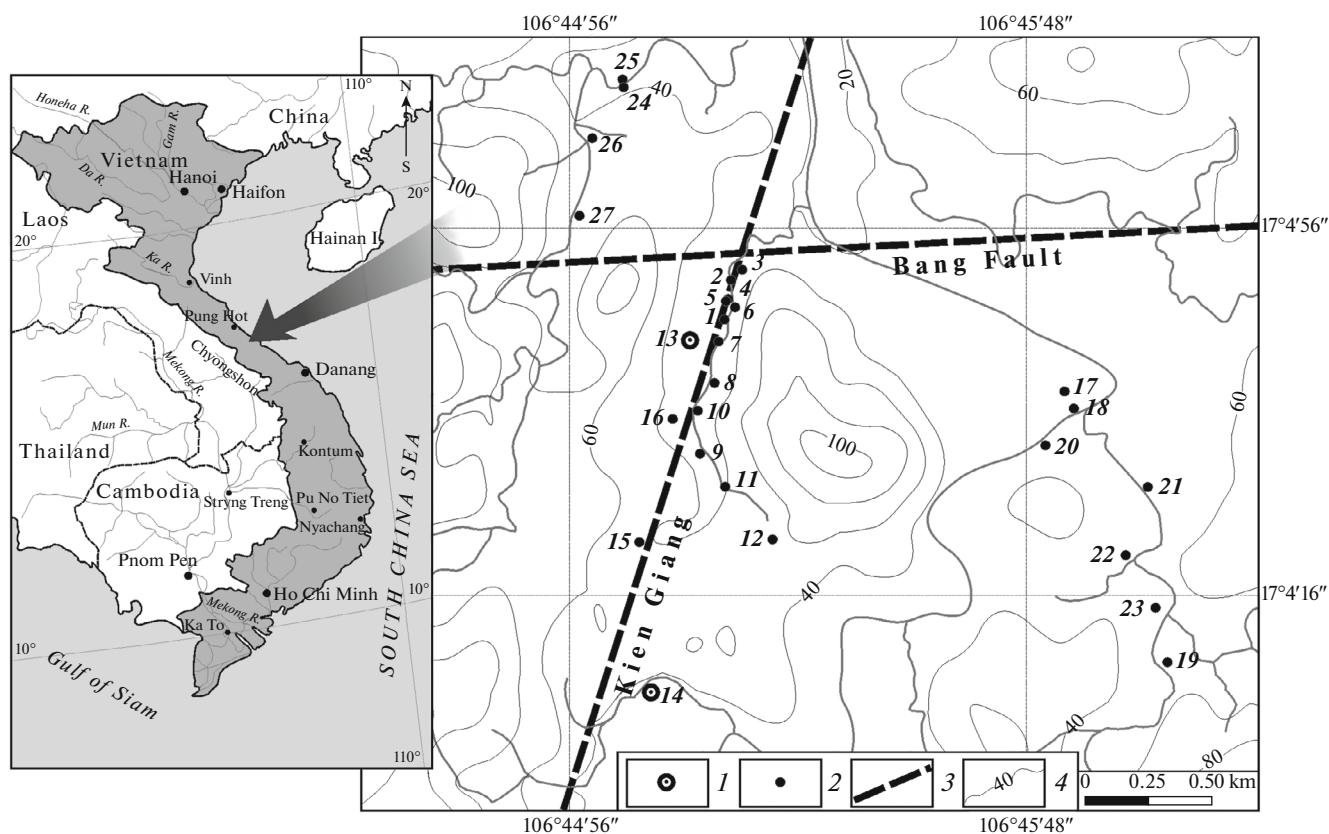 106°44′56″
106°45′48″
110°
N
S
Honeha R.
Gam R.
China
Vietnam
Da R.
Hanoi
Haifon
20°
Laos
20°
Hainan I.
Ka R.
Vinh
Pung Hot
Chyongshon
Mekong R.
Danang
Mun R.
Thailand
Kontum
Cambodia
Stryng Treng
Pu No Tiet
Nyachang
Pnom Pen
Ho Chi Minh
10°
Mekong R.
Ka To
10°
Gulf of Siam
SOUTH CHINA SEA
110°
25
24
40
20
60
26
100
27
17°4′56″
Bang Fault
3
2
4
5
6
1
13
7
8
17
18
16
10
60
100
60
20
9
11
21
15
12
22
40
17°4′16″
23
Kien Giang
19
14
40
80
1
2
3
40
4
0 0.25 0.50 km
106°44′56″
106°45′48″